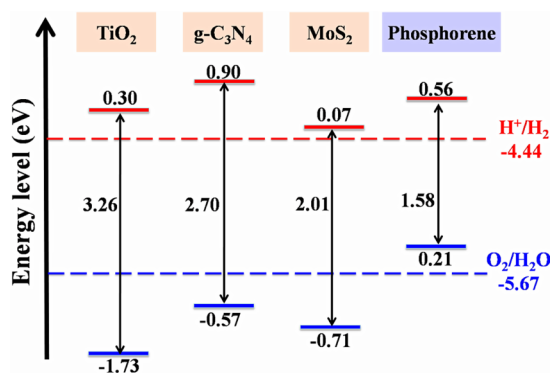 TiO₂
g-C₃N₄
MoS₂
Phosphorene
Energy level (eV)
0.30
0.90
0.07
0.56
H⁺/H₂
-4.44
3.26
2.70
2.01
1.58
0.21
O₂/H₂O
-5.67
-0.57
-0.71
-1.73